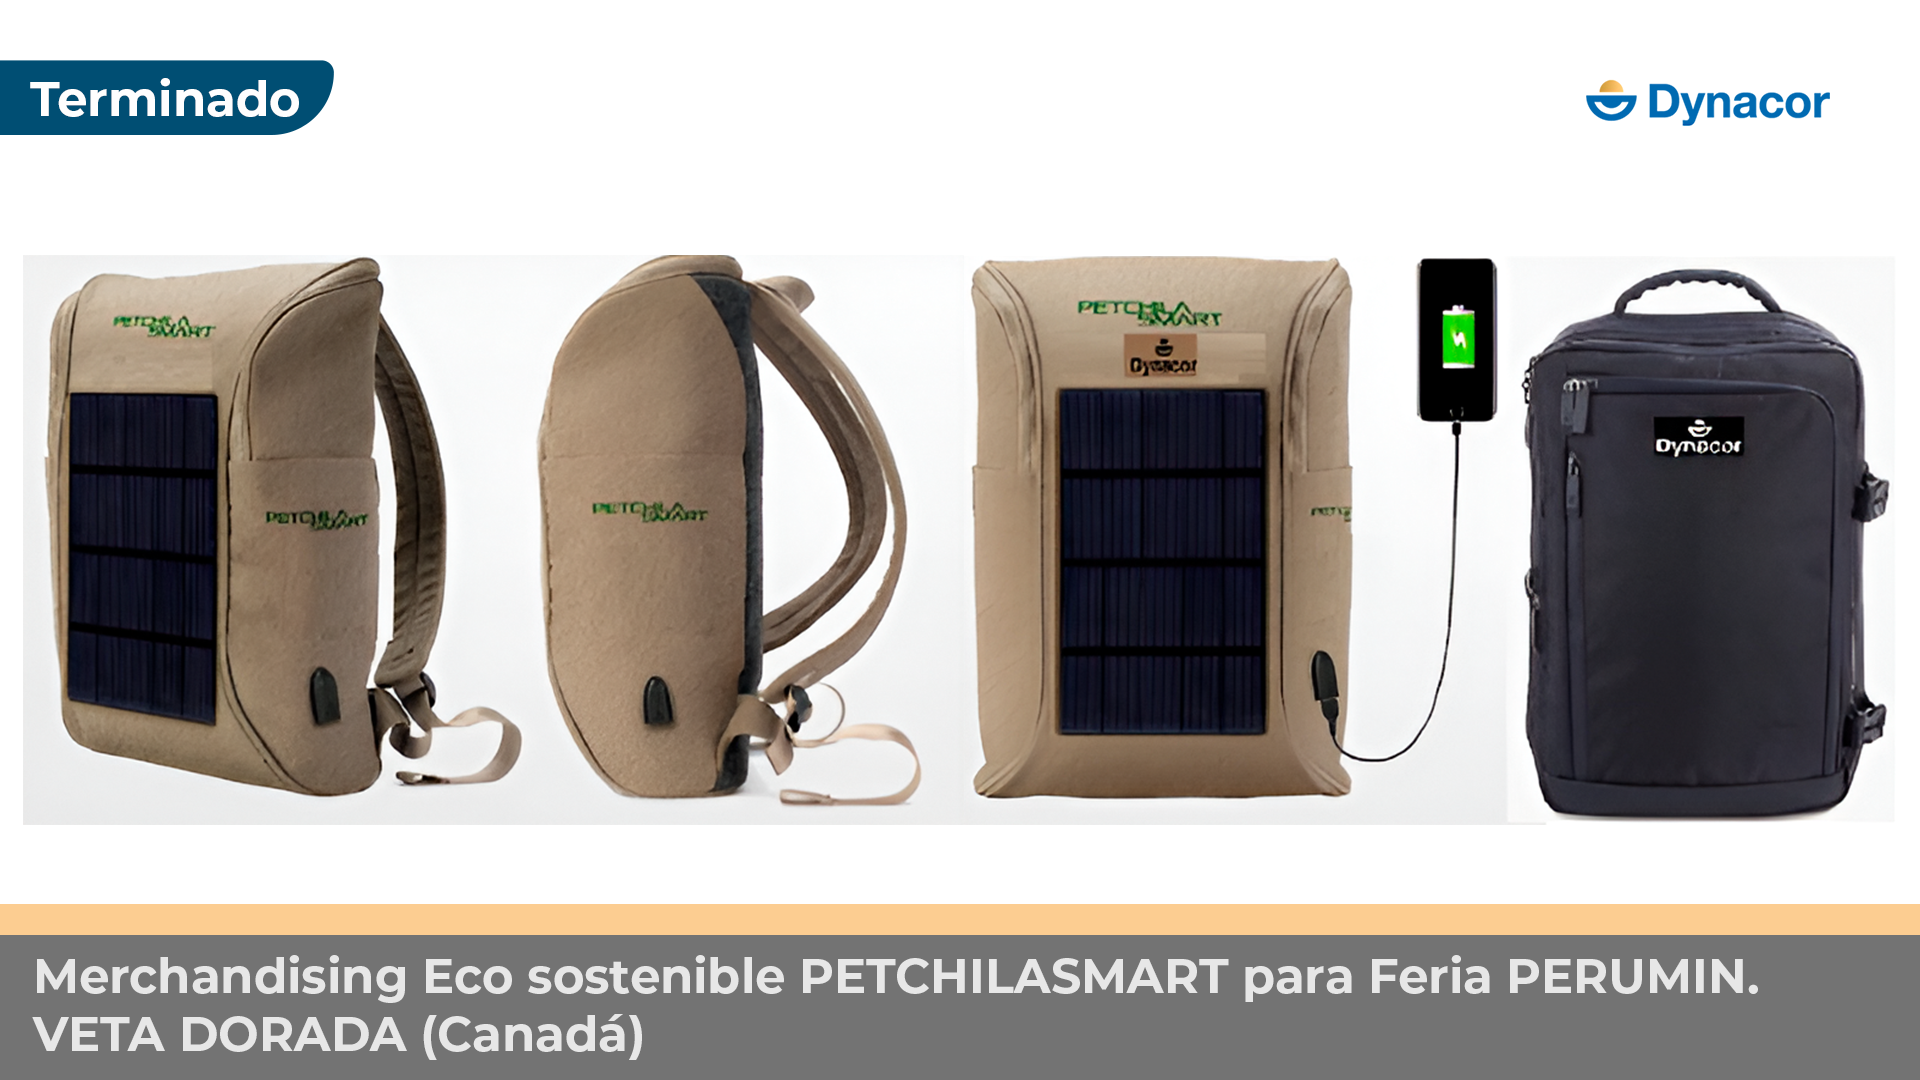 Terminado
Dynacor
PETCHILA
SMART
PETCHILA
SMART
PETCHILA
SMART
PETCHILA
SMART
Dynacor
Dynacor
Merchandising Eco sostenible PETCHILASMART para Feria PERUMIN.
VETA DORADA (Canadá)